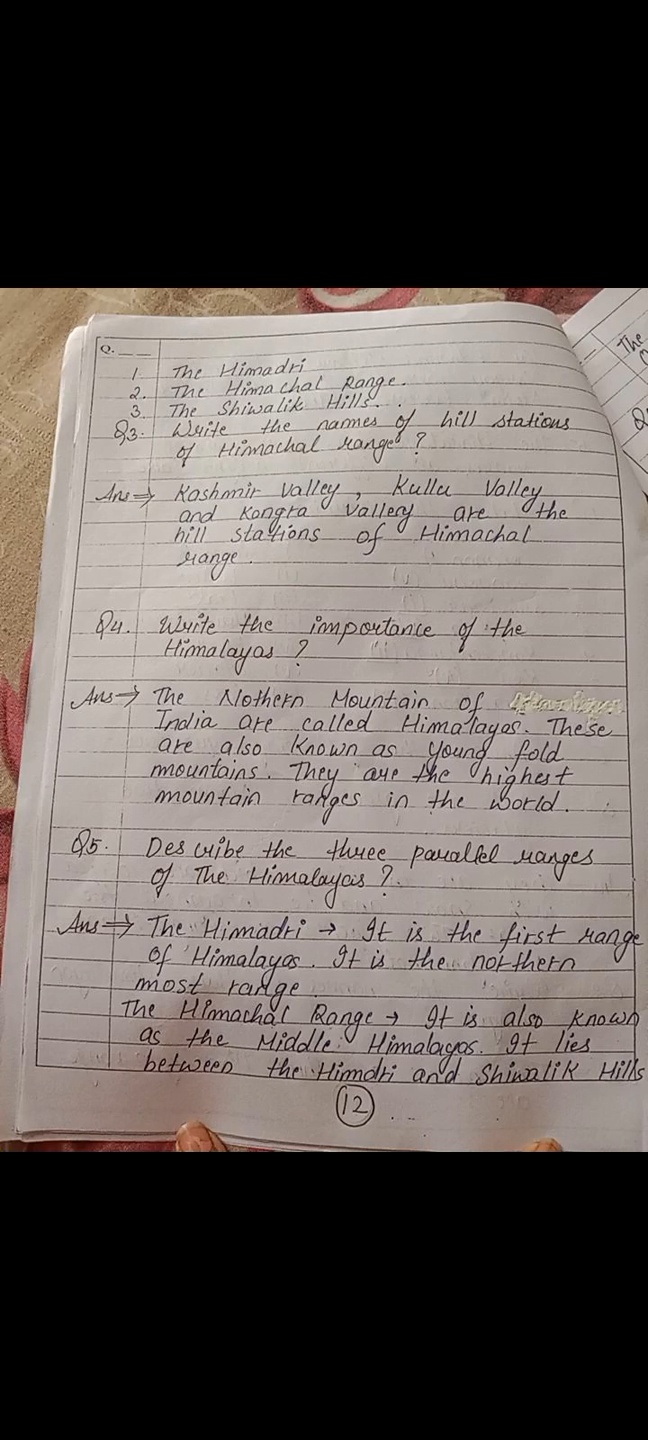 Q. __ __
1. The Himadri
2. The Himachal Range.
3. The Shiwalik Hills.
Q3. Write the names of hill stations
of Himachal range?
Ans⇒ Kashmir Valley, Kullu Valley
and Kangra Vallery are the
hill stations of Himachal
range.
Q4. Write the importance of the
Himalayas?
Ans→ The Nothern Mountain of
India are called Himalayas. These
are also known as young fold
mountains. They are the highest
mountain ranges in the world.
Q5. Describe the three parallel ranges
of The Himalayas?
Ans⇒ The Himadri → It is the first range
of Himalayas. It is the northern
most range
The Himachal Range → It is also known
as the Middle Himalayas. It lies
between the Himdri and Shiwalik Hills
12
The